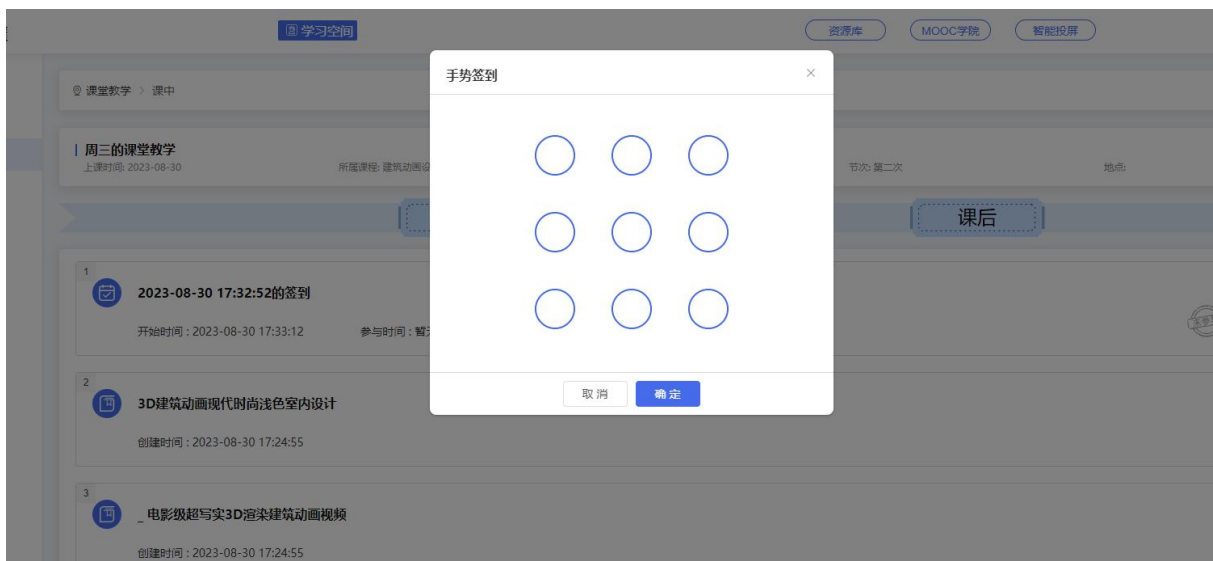 学习空间
资源库 MOOC学院 智能投屏
手势签到
课堂教学 > 课中
周三的课堂教学
上课时间: 2023-08-30 所属课程: 建筑动画设 节次: 第二次 地点:
课后
1
2023-08-30 17:32:52的签到
开始时间 : 2023-08-30 17:33:12 参与时间 : 暂
2
取 消 确 定
3D建筑动画现代时尚浅色室内设计
创建时间 : 2023-08-30 17:24:55
3
_ 电影级超写实3D渲染建筑动画视频
创建时间 : 2023-08-30 17:24:55